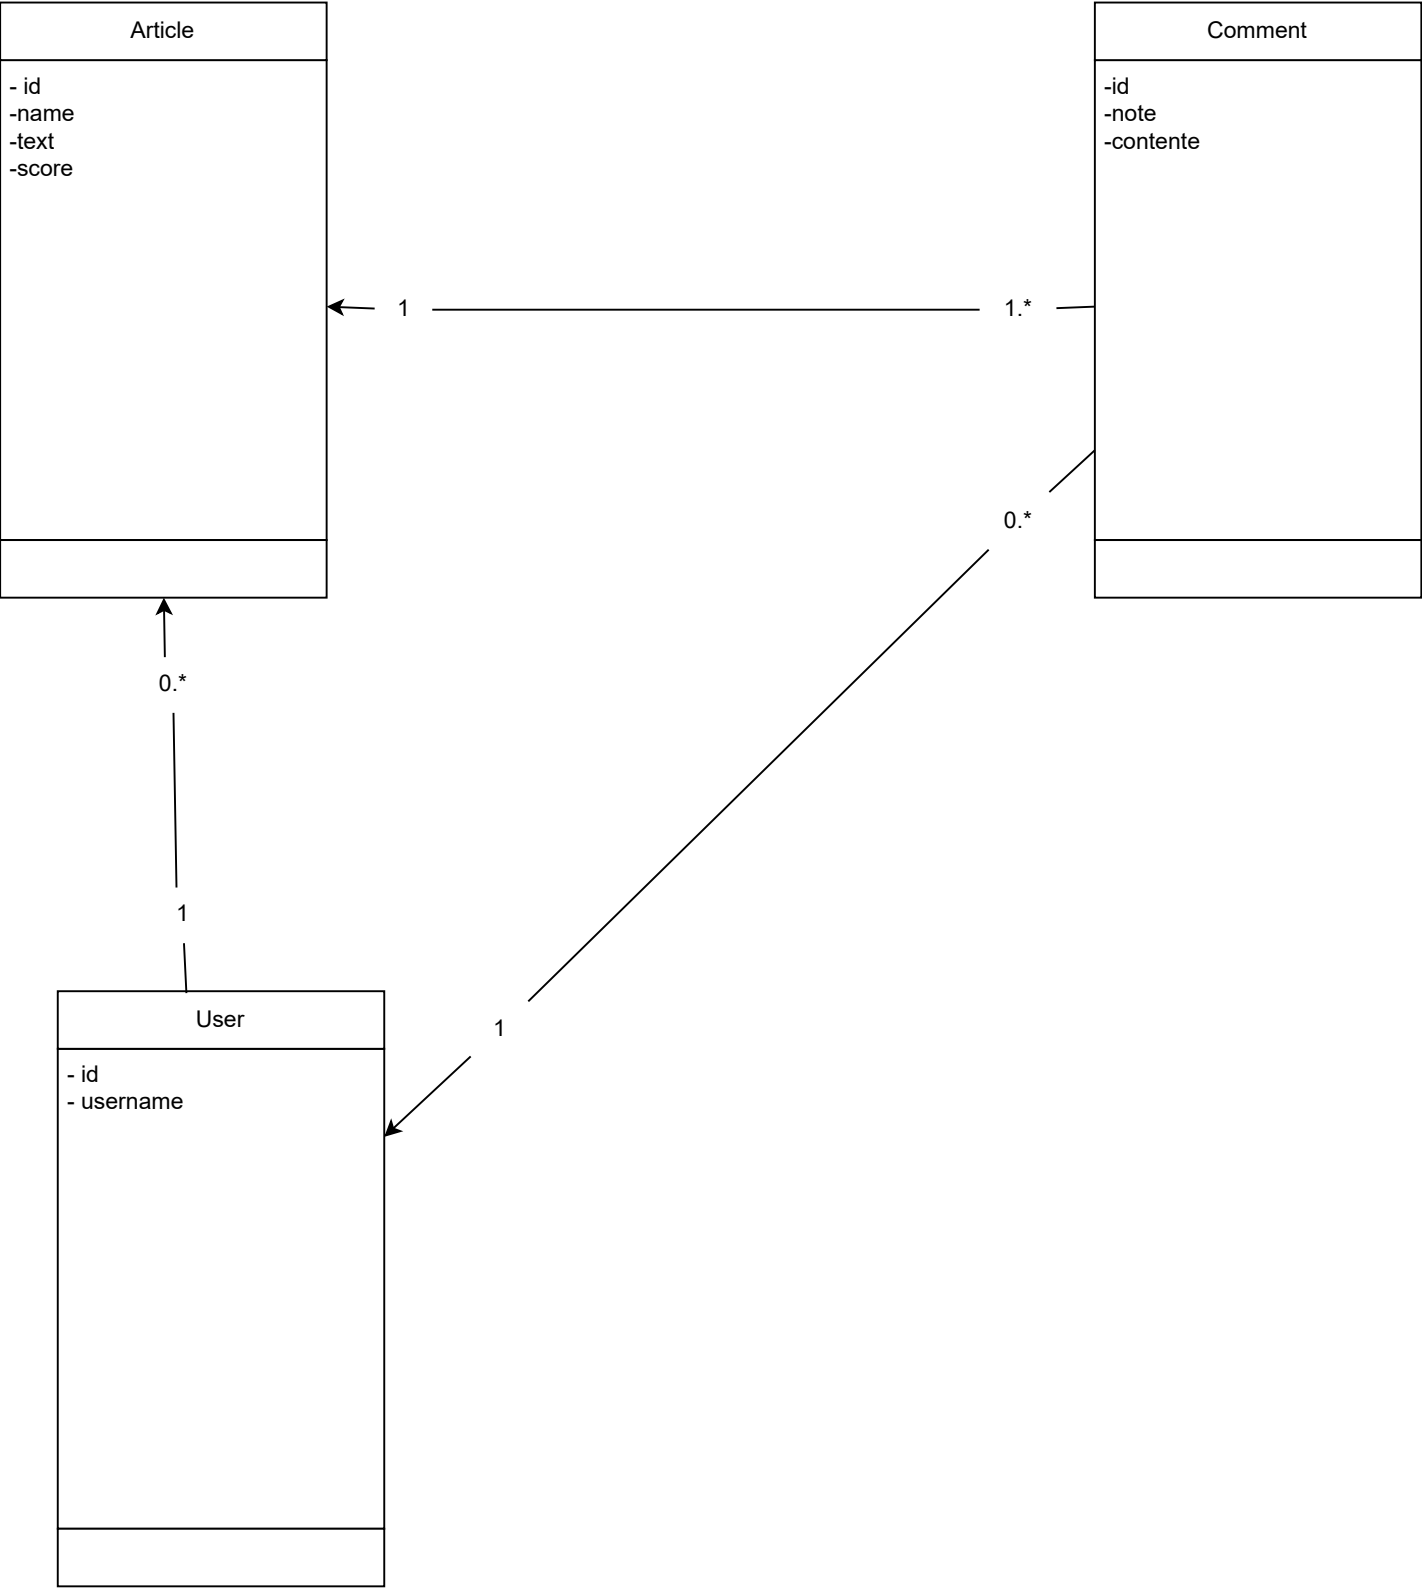 Article
- id
-name
-text
-score
Comment
-id
-note
-contente
1
1.*
0.*
0.*
1
1
User
- id
- username